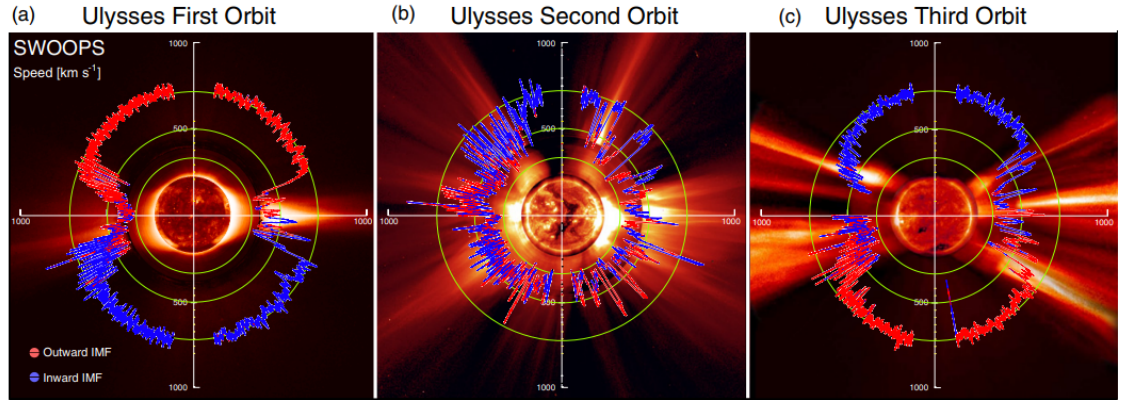 (a) Ulysses First Orbit
SWOOPS
Speed [km s⁻¹]
1000
500
1000
1000
500
1000
Outward IMF
Inward IMF
(b) Ulysses Second Orbit
1000
500
1000
1000
500
1000
(c) Ulysses Third Orbit
1000
500
1000
1000
500
1000